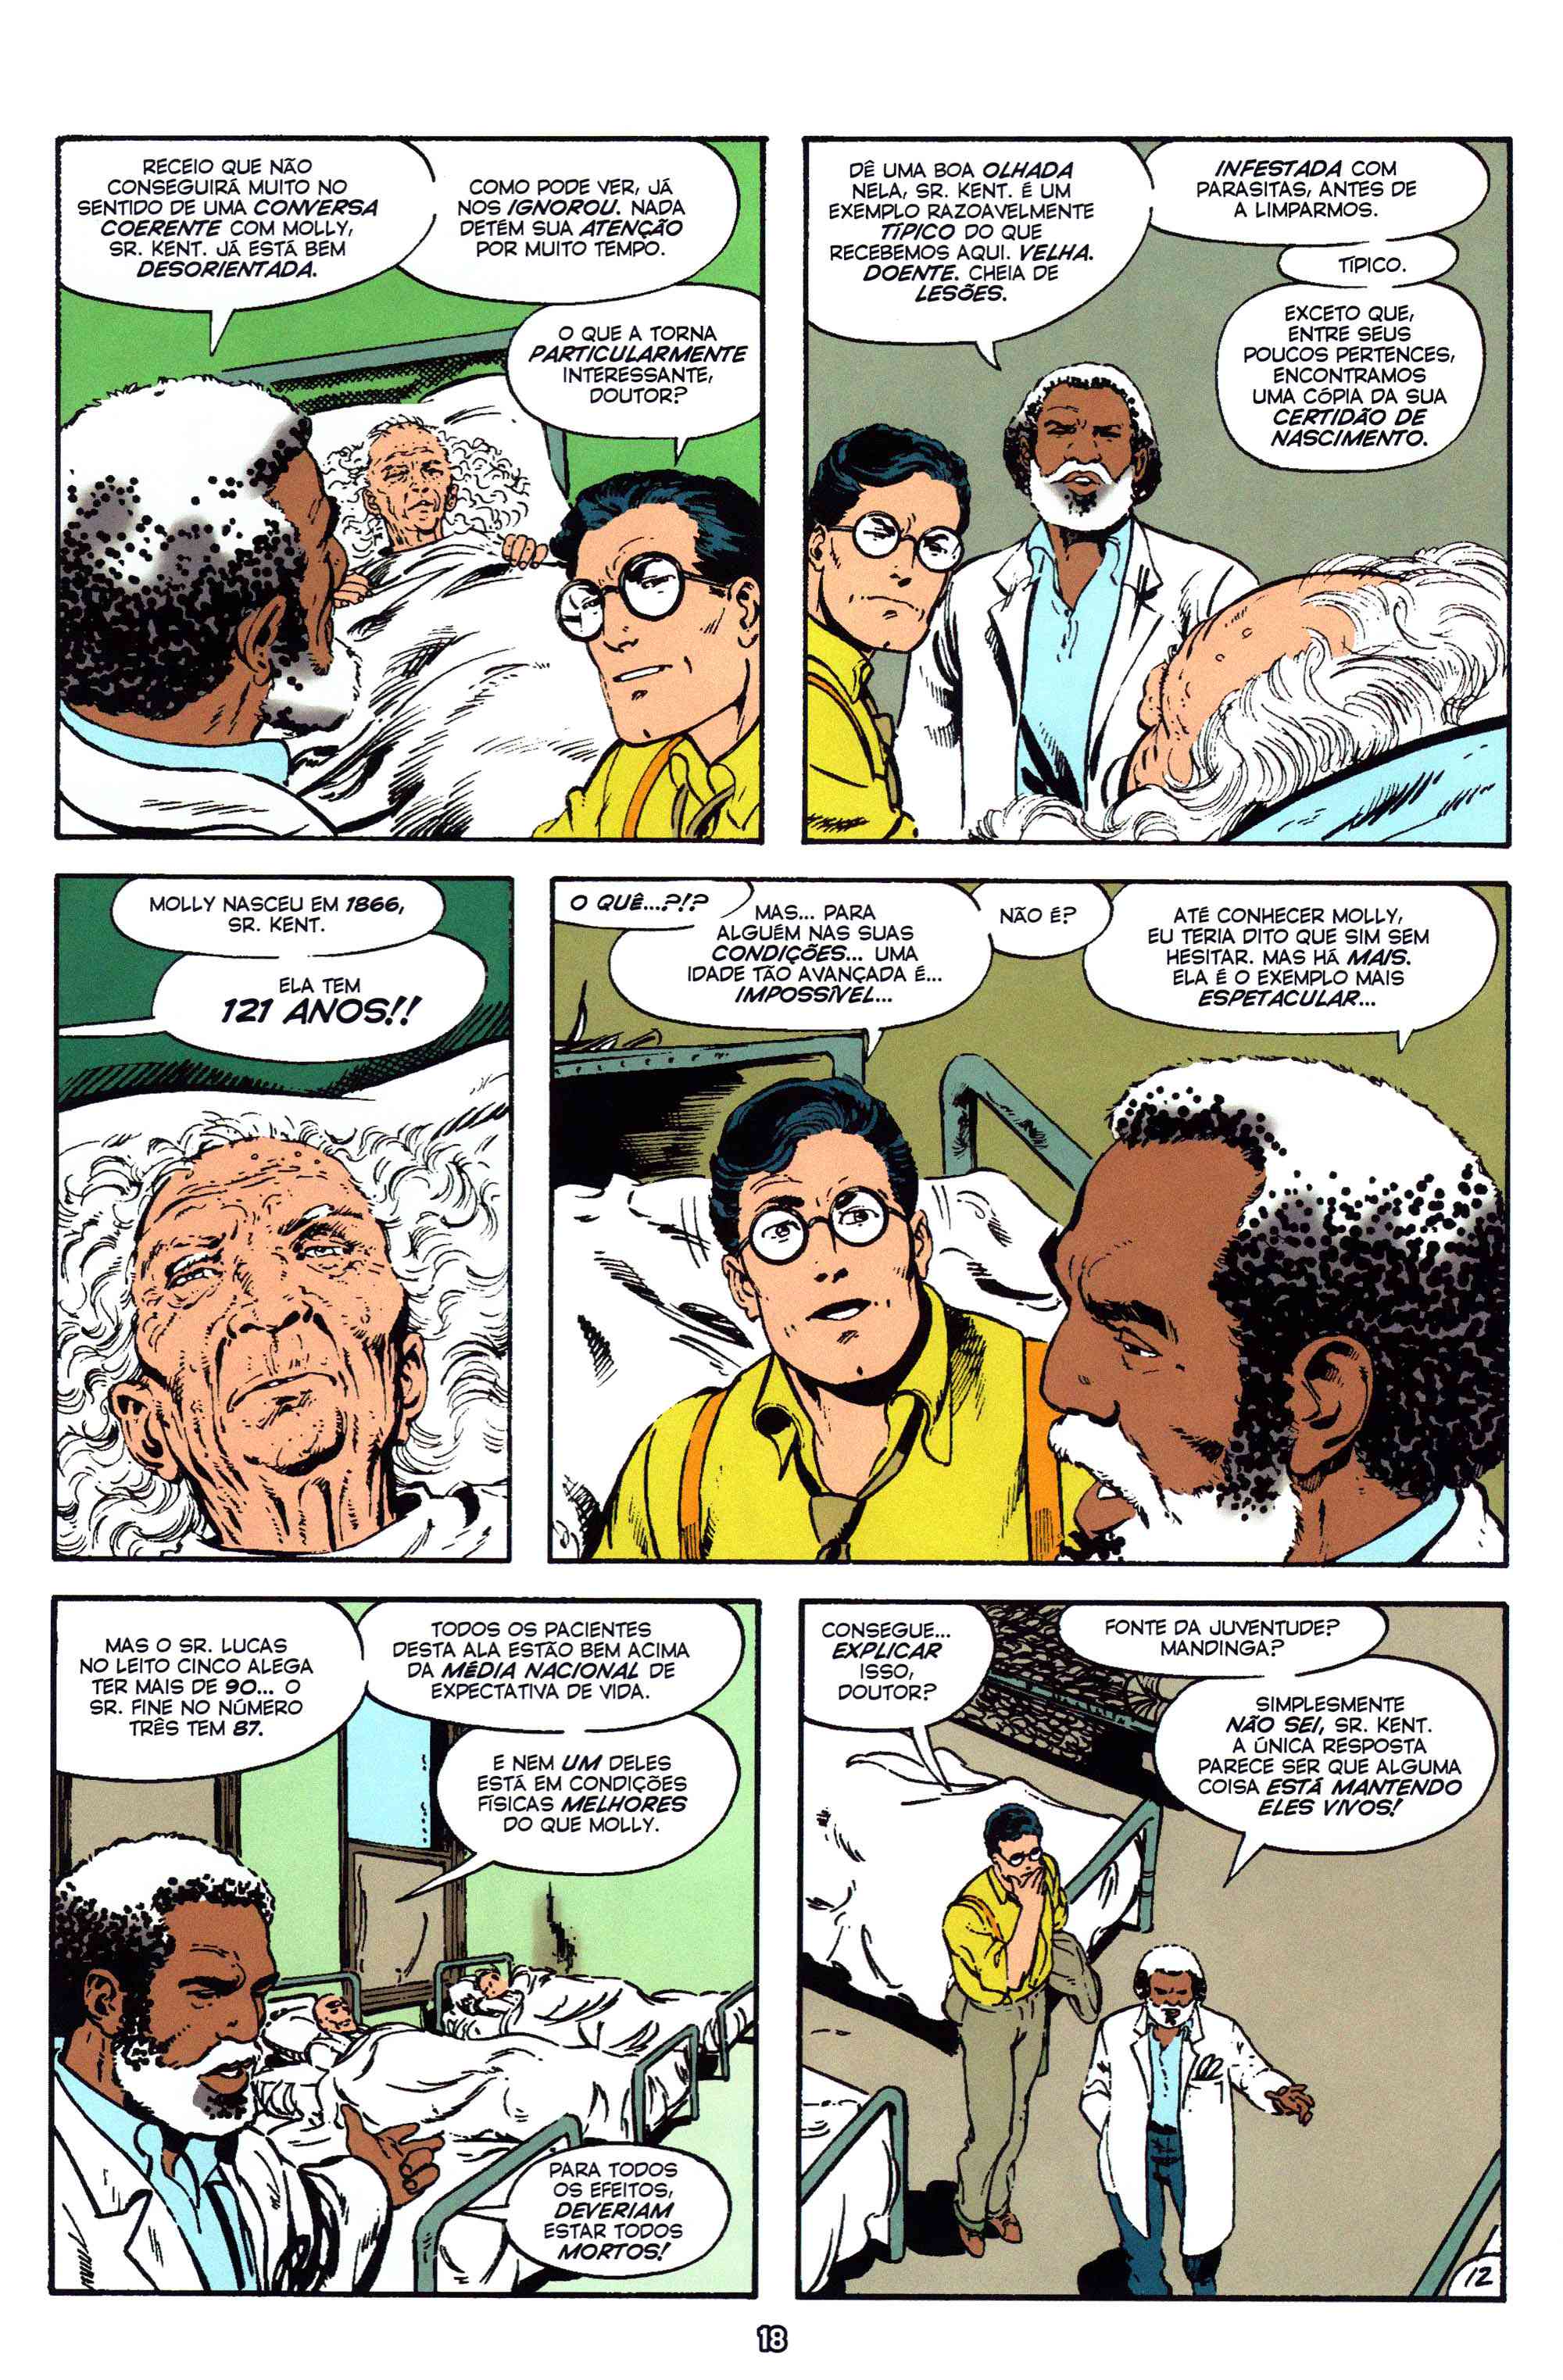 RECEIO QUE NÃO
CONSEGUIRÁ MUITO NO
SENTIDO DE UMA CONVERSA
COERENTE COM MOLLY,
SR. KENT. JÁ ESTÁ BEM
DESORIENTADA.
COMO PODE VER, JÁ
NOS IGNOROU. NADA
DETÉM SUA ATENÇÃO
POR MUITO TEMPO.
O QUE A TORNA
PARTICULARMENTE
INTERESSANTE,
DOUTOR?
DÊ UMA BOA OLHADA
NELA, SR. KENT. É UM
EXEMPLO RAZOAVELMENTE
TÍPICO DO QUE
RECEBEMOS AQUI. VELHA.
DOENTE. CHEIA DE
LESÕES.
INFESTADA COM
PARASITAS, ANTES DE
A LIMPARMOS.
TÍPICO.
EXCETO QUE,
ENTRE SEUS
POUCOS PERTENCES,
ENCONTRAMOS
UMA CÓPIA DA SUA
CERTIDÃO DE
NASCIMENTO.
MOLLY NASCEU EM 1866,
SR. KENT.
ELA TEM
121 ANOS!!
O QUÊ...?!?
MAS... PARA
ALGUÉM NAS SUAS
CONDIÇÕES... UMA
IDADE TÃO AVANÇADA É...
IMPOSSÍVEL...
NÃO É?
ATÉ CONHECER MOLLY,
EU TERIA DITO QUE SIM SEM
HESITAR. MAS HÁ MAIS.
ELA É O EXEMPLO MAIS
ESPETACULAR...
MAS O SR. LUCAS
NO LEITO CINCO ALEGA
TER MAIS DE 90... O
SR. FINE NO NÚMERO
TRÊS TEM 87.
TODOS OS PACIENTES
DESTA ALA ESTÃO BEM ACIMA
DA MÉDIA NACIONAL DE
EXPECTATIVA DE VIDA.
E NEM UM DELES
ESTÁ EM CONDIÇÕES
FÍSICAS MELHORES
DO QUE MOLLY.
PARA TODOS
OS EFEITOS,
DEVERIAM
ESTAR TODOS
MORTOS!
CONSEGUE...
EXPLICAR
ISSO,
DOUTOR?
FONTE DA JUVENTUDE?
MANDINGA?
SIMPLESMENTE
NÃO SEI, SR. KENT.
A ÚNICA RESPOSTA
PARECE SER QUE ALGUMA
COISA ESTÁ MANTENDO
ELES VIVOS!
12
18